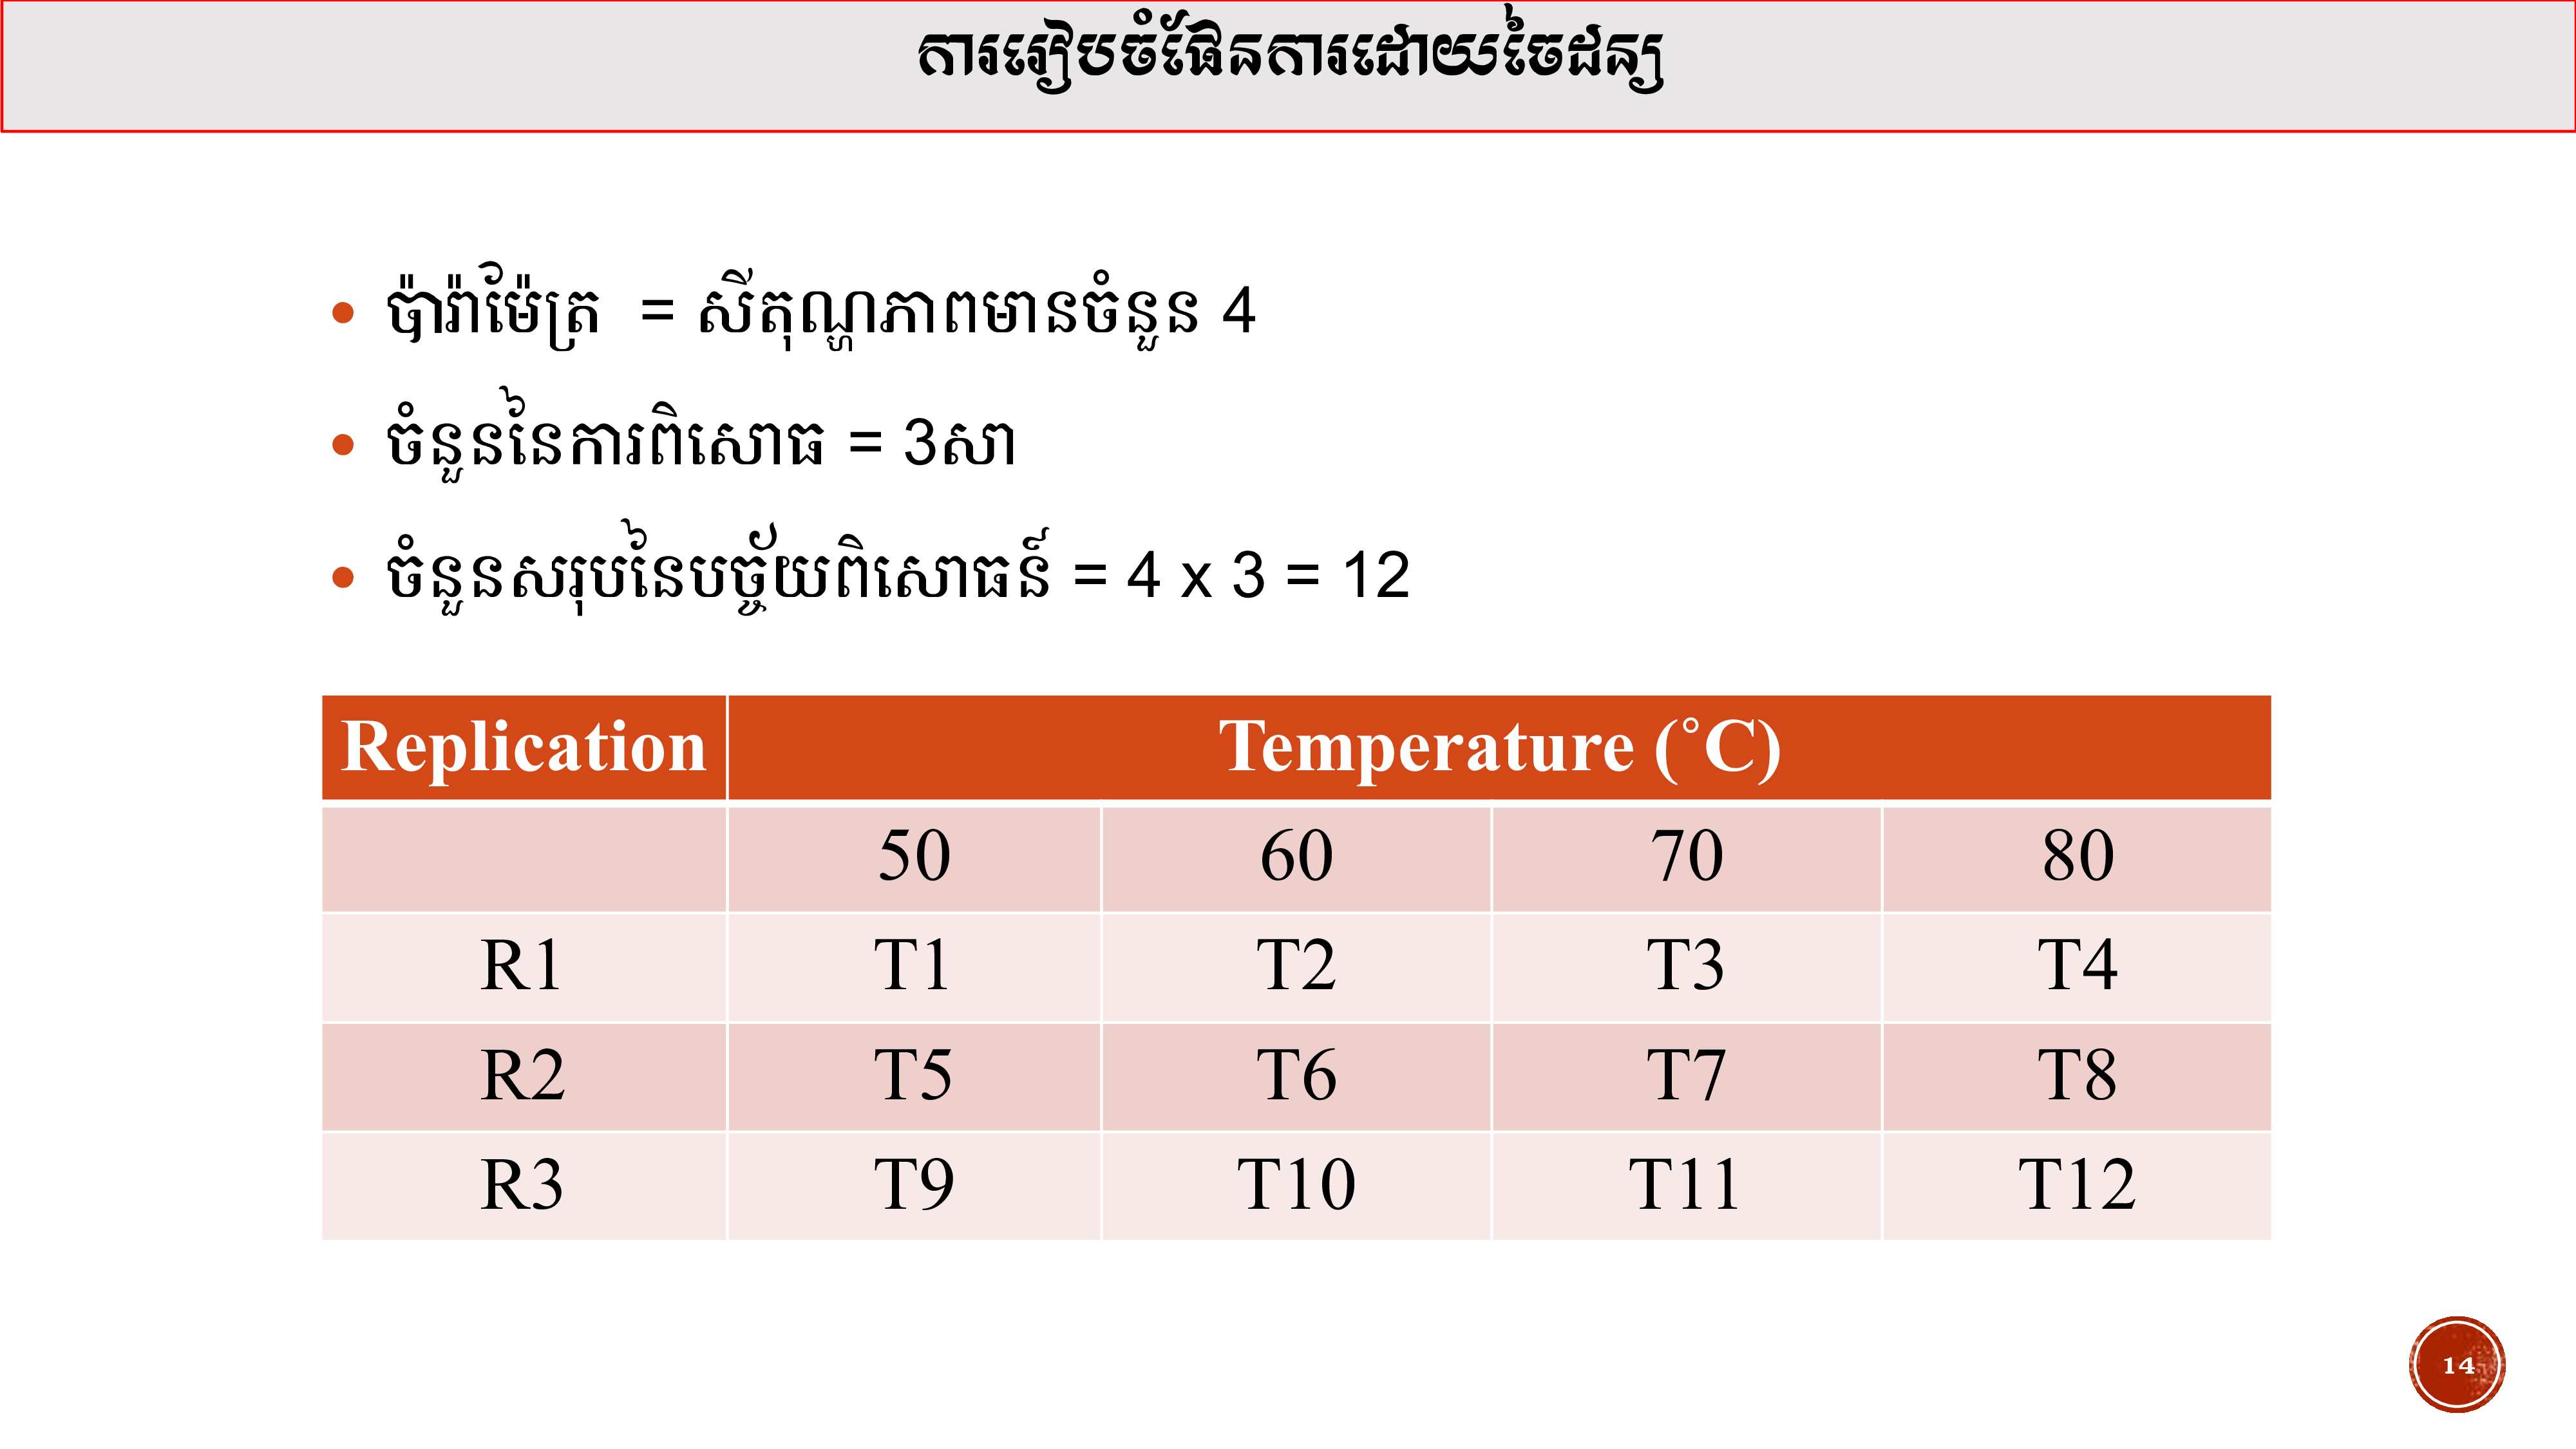 ការរៀបចំផែនការដោយចៃដន្យ
• ប៉ារ៉ាម៉ែត្រ = សីតុណ្ហភាពមានចំនួន 4
• ចំនួននៃការពិសោធ = 3សា
• ចំនួនសរុបនៃបច្ច័យពិសោធន៍ = 4 x 3 = 12
Replication Temperature (°C)
50 60 70 80
R1 T1 T2 T3 T4
R2 T5 T6 T7 T8
R3 T9 T10 T11 T12
14